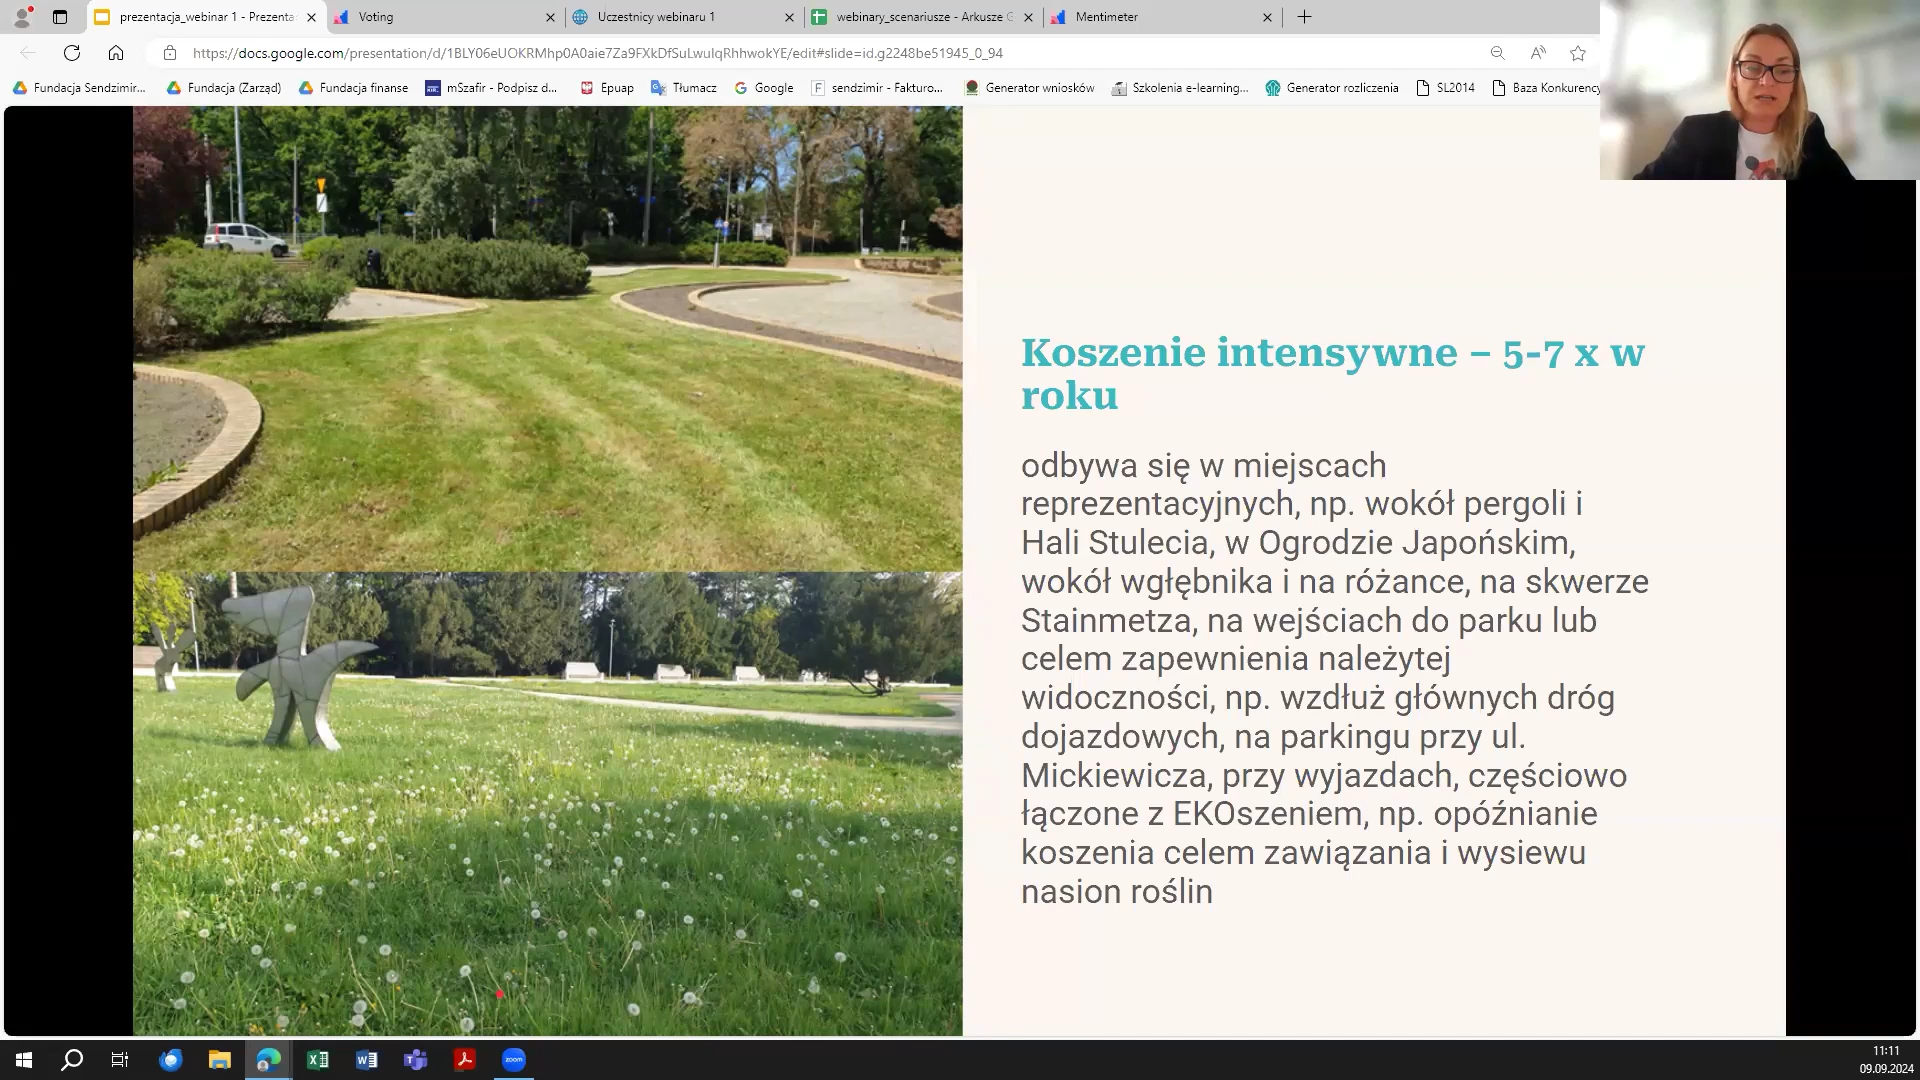 prezentacja_webinar 1 - Prezenta
Voting
Uczestnicy webinaru 1
webinary_scenariusze - Arkusze G
Mentimeter
https://docs.google.com/presentation/d/1BLY06eUOKRMhp0A0aie7Za9FXkDfSuLwulqRhhwokYE/edit#slide=id.g2248be51945_0_94
Fundacja Sendzimir...
Fundacja (Zarząd)
Fundacja finanse
mSzafir - Podpisz d...
Epuap
Tłumacz
Google
sendzimir - Fakturo...
Generator wniosków
Szkolenia e-learning...
Generator rozliczenia
SL2014
Baza Konkurency
Koszenie intensywne – 5-7 x w
roku
odbywa się w miejscach
reprezentacyjnych, np. wokół pergoli i
Hali Stulecia, w Ogrodzie Japońskim,
wokół wgłębnika i na różance, na skwerze
Stainmetza, na wejściach do parku lub
celem zapewnienia należytej
widoczności, np. wzdłuż głównych dróg
dojazdowych, na parkingu przy ul.
Mickiewicza, przy wyjazdach, częściowo
łączone z EKOszeniem, np. opóźnianie
koszenia celem zawiązania i wysiewu
nasion roślin
zoom
11:11
09.09.2024